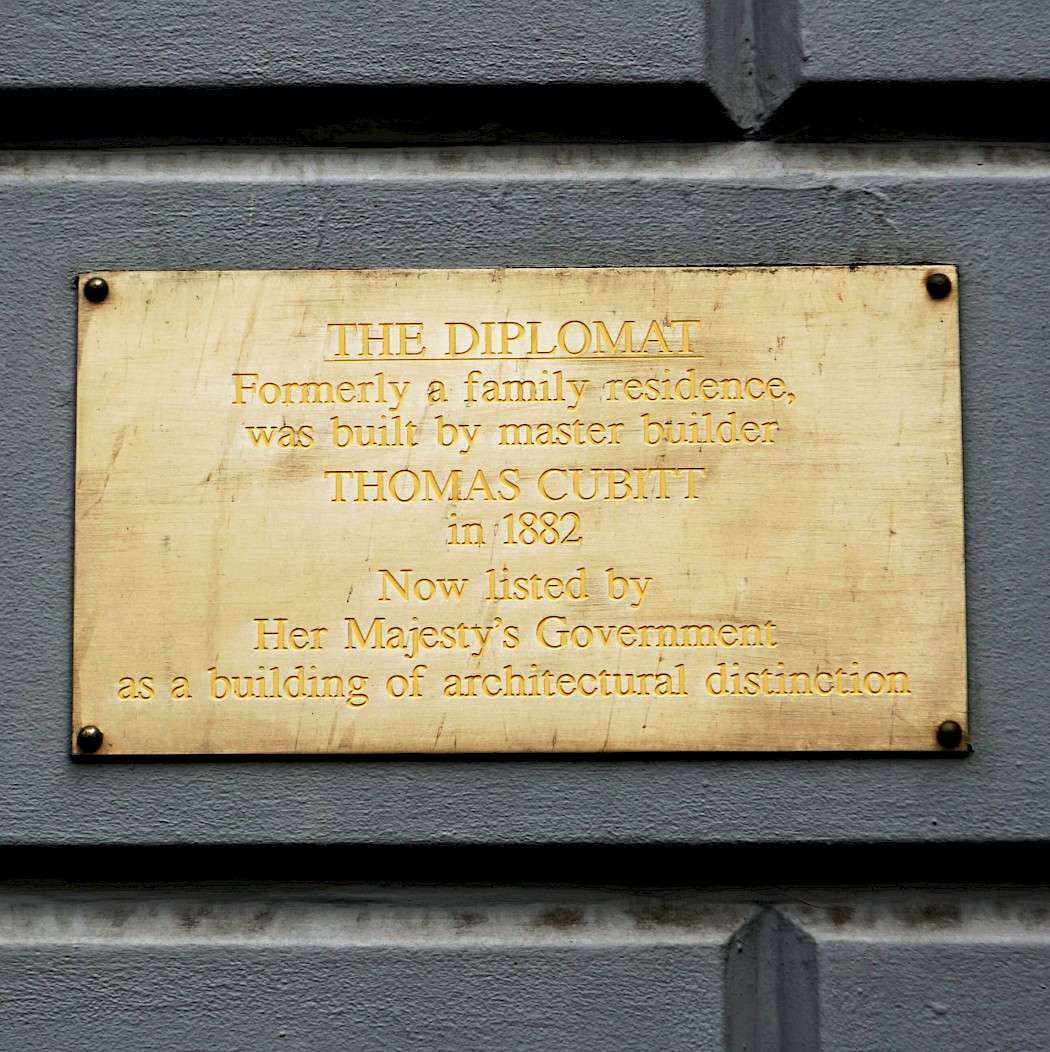 THE DIPLOMAT
Formerly a family residence,
was built by master builder
THOMAS CUBITT
in 1882
Now listed by
Her Majesty's Government
as a building of architectural distinction